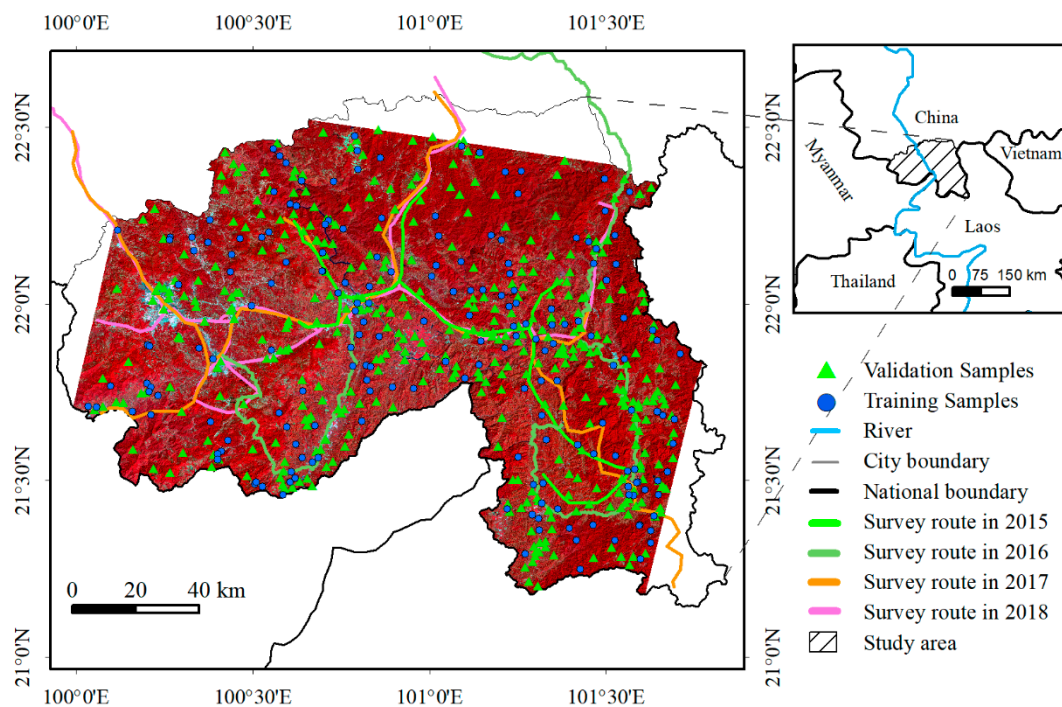 100°0'E 100°30'E 101°0'E 101°30'E
22°30'N
22°0'N
21°30'N
21°0'N
22°30'N
22°0'N
21°30'N
21°0'N
0 20 40 km
100°0'E 100°30'E 101°0'E 101°30'E
China
Vietnam
Myanmar
Laos
Thailand
0 75 150 km
Validation Samples
Training Samples
River
City boundary
National boundary
Survey route in 2015
Survey route in 2016
Survey route in 2017
Survey route in 2018
Study area